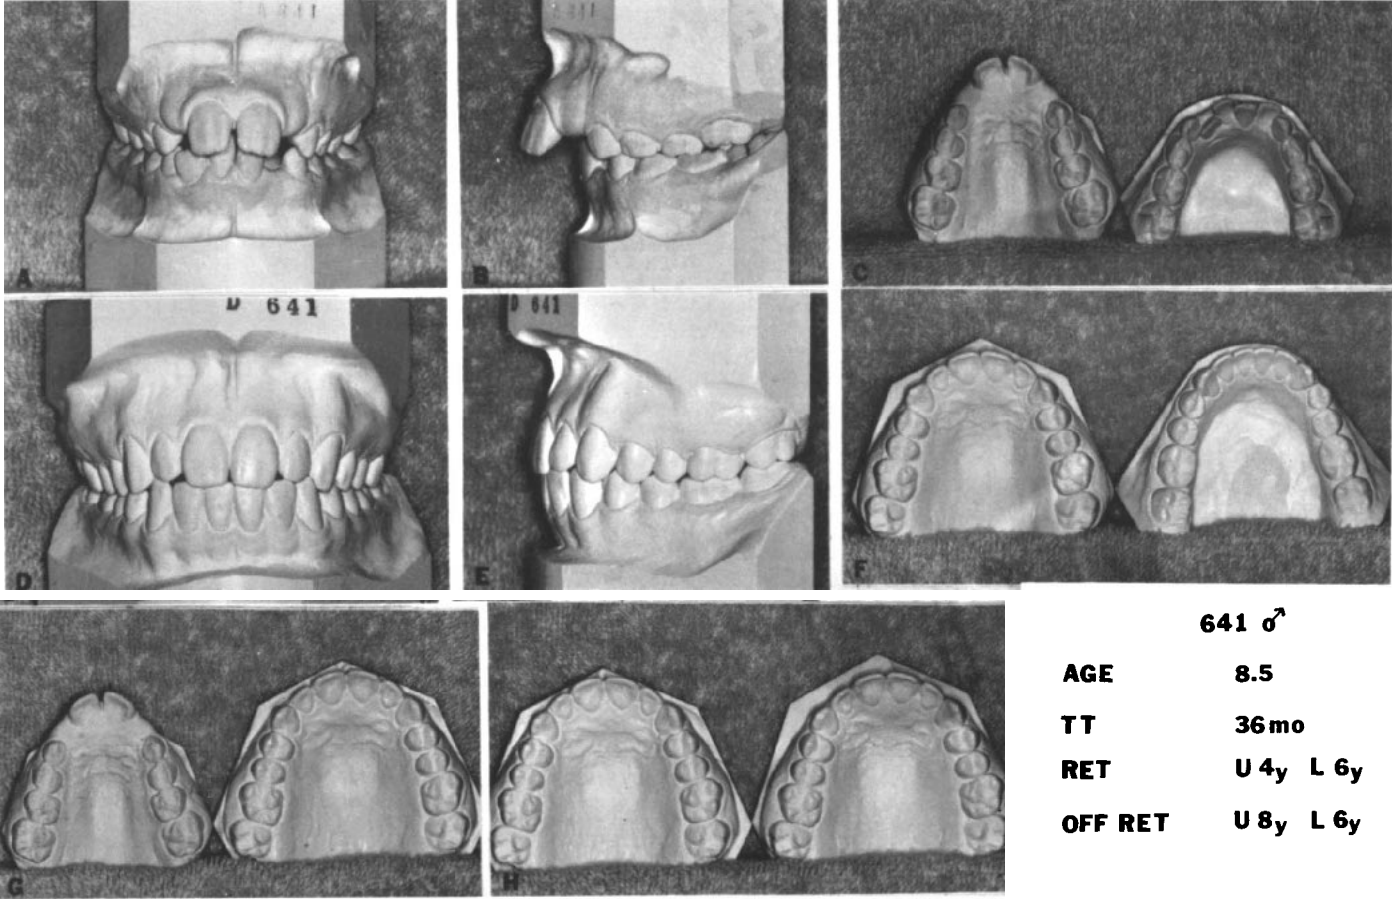 A
B
C
D 641
D
D 641
E
F
G
H
641 ♂
AGE 8.5
TT 36mo
RET U 4y L 6y
OFF RET U 8y L 6y